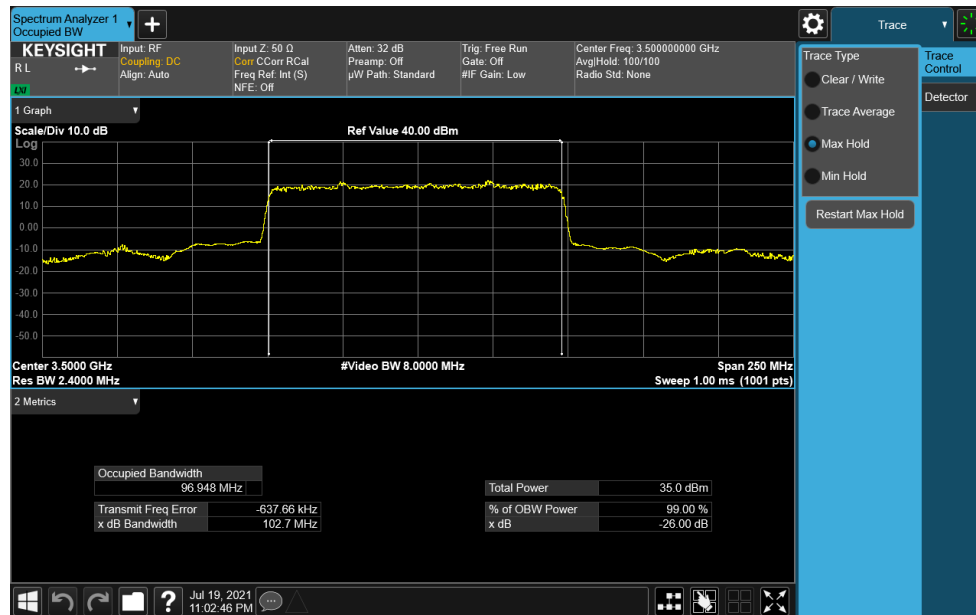 Spectrum Analyzer 1
Occupied BW
KEYSIGHT
R L
LXI
Input: RF
Coupling: DC
Align: Auto
Input Z: 50 Ω
Corr CCorr RCal
Freq Ref: Int (S)
NFE: Off
Atten: 32 dB
Preamp: Off
µW Path: Standard
Trig: Free Run
Gate: Off
#IF Gain: Low
Center Freq: 3.500000000 GHz
Avg|Hold: 100/100
Radio Std: None
Trace
Trace Type
Clear / Write
Trace Average
Max Hold
Min Hold
Restart Max Hold
Trace
Control
Detector
1 Graph
Scale/Div 10.0 dB
Ref Value 40.00 dBm
Log
30.0
20.0
10.0
0.00
-10.0
-20.0
-30.0
-40.0
-50.0
Center 3.5000 GHz
#Video BW 8.0000 MHz
Span 250 MHz
Res BW 2.4000 MHz
Sweep 1.00 ms (1001 pts)
2 Metrics
Occupied Bandwidth
96.948 MHz
Total Power 35.0 dBm
Transmit Freq Error -637.66 kHz
% of OBW Power 99.00 %
x dB Bandwidth 102.7 MHz
x dB -26.00 dB
?
Jul 19, 2021
11:02:46 PM